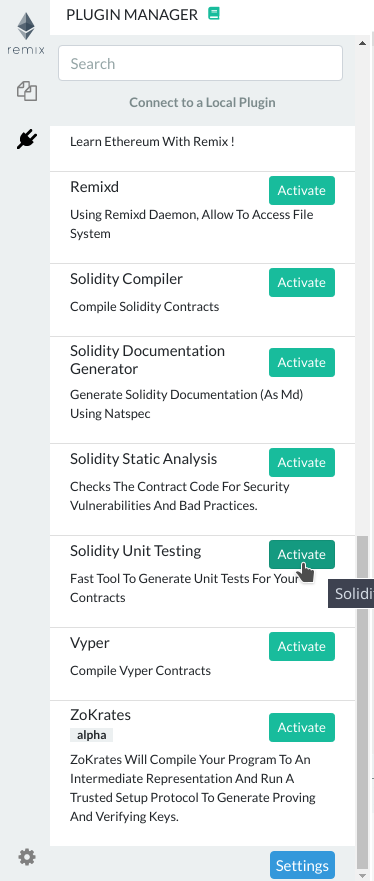 PLUGIN MANAGER
remix
Search
Connect to a Local Plugin
Learn Ethereum With Remix !
Remixd
Activate
Using Remixd Daemon, Allow To Access File
System
Solidity Compiler
Activate
Compile Solidity Contracts
Solidity Documentation
Generator
Activate
Generate Solidity Documentation (As Md)
Using Natspec
Solidity Static Analysis
Activate
Checks The Contract Code For Security
Vulnerabilities And Bad Practices.
Solidity Unit Testing
Activate
Fast Tool To Generate Unit Tests For Your
Contracts
Solidi
Vyper
Activate
Compile Vyper Contracts
ZoKrates
alpha
Activate
ZoKrates Will Compile Your Program To An
Intermediate Representation And Run A
Trusted Setup Protocol To Generate Proving
And Verifying Keys.
Settings